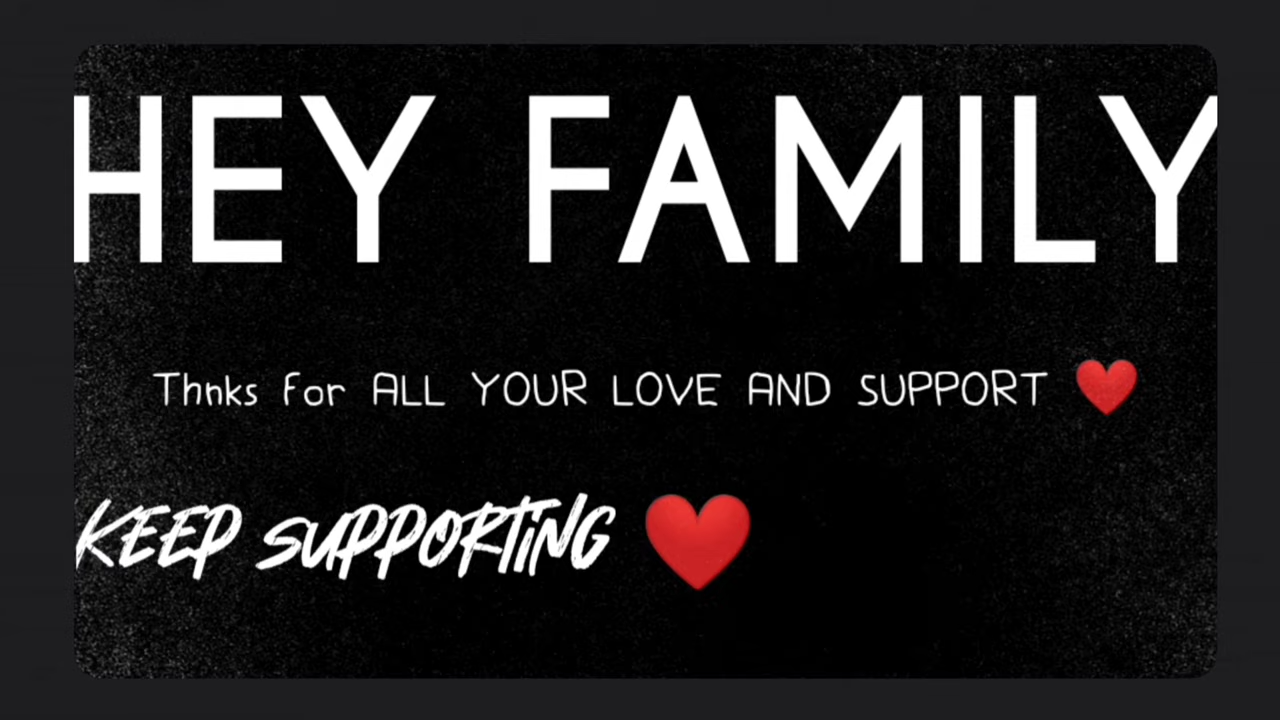 HEY FAMILY
Thnks for ALL YOUR LOVE AND SUPPORT ❤️
KEEP SUPPORTING ❤️